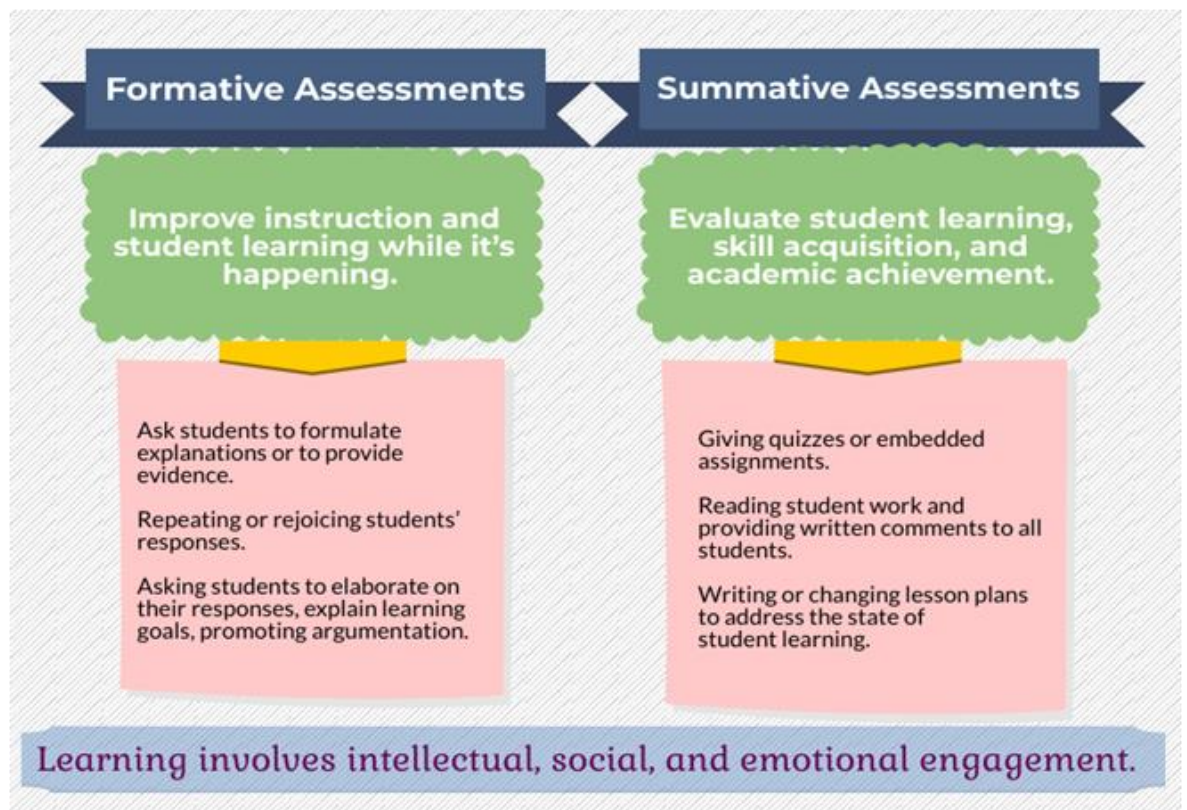 Formative Assessments
Improve instruction and
student learning while it's
happening.
Ask students to formulate
explanations or to provide
evidence.
Repeating or rejoicing students'
responses.
Asking students to elaborate on
their responses, explain learning
goals, promoting argumentation.
Summative Assessments
Evaluate student learning,
skill acquisition, and
academic achievement.
Giving quizzes or embedded
assignments.
Reading student work and
providing written comments to all
students.
Writing or changing lesson plans
to address the state of
student learning.
Learning involves intellectual, social, and emotional engagement.